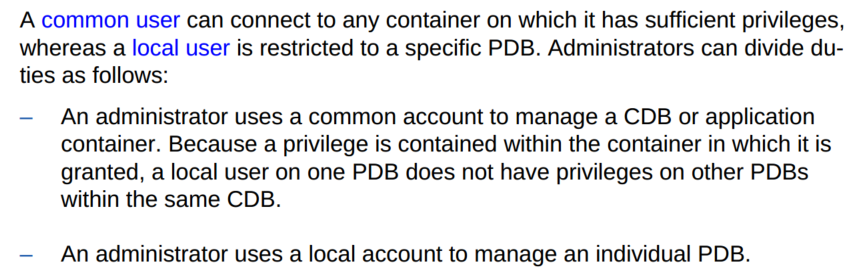 A common user can connect to any container on which it has sufficient privileges,
whereas a local user is restricted to a specific PDB. Administrators can divide du-
ties as follows:
– An administrator uses a common account to manage a CDB or application
container. Because a privilege is contained within the container in which it is
granted, a local user on one PDB does not have privileges on other PDBs
within the same CDB.
– An administrator uses a local account to manage an individual PDB.